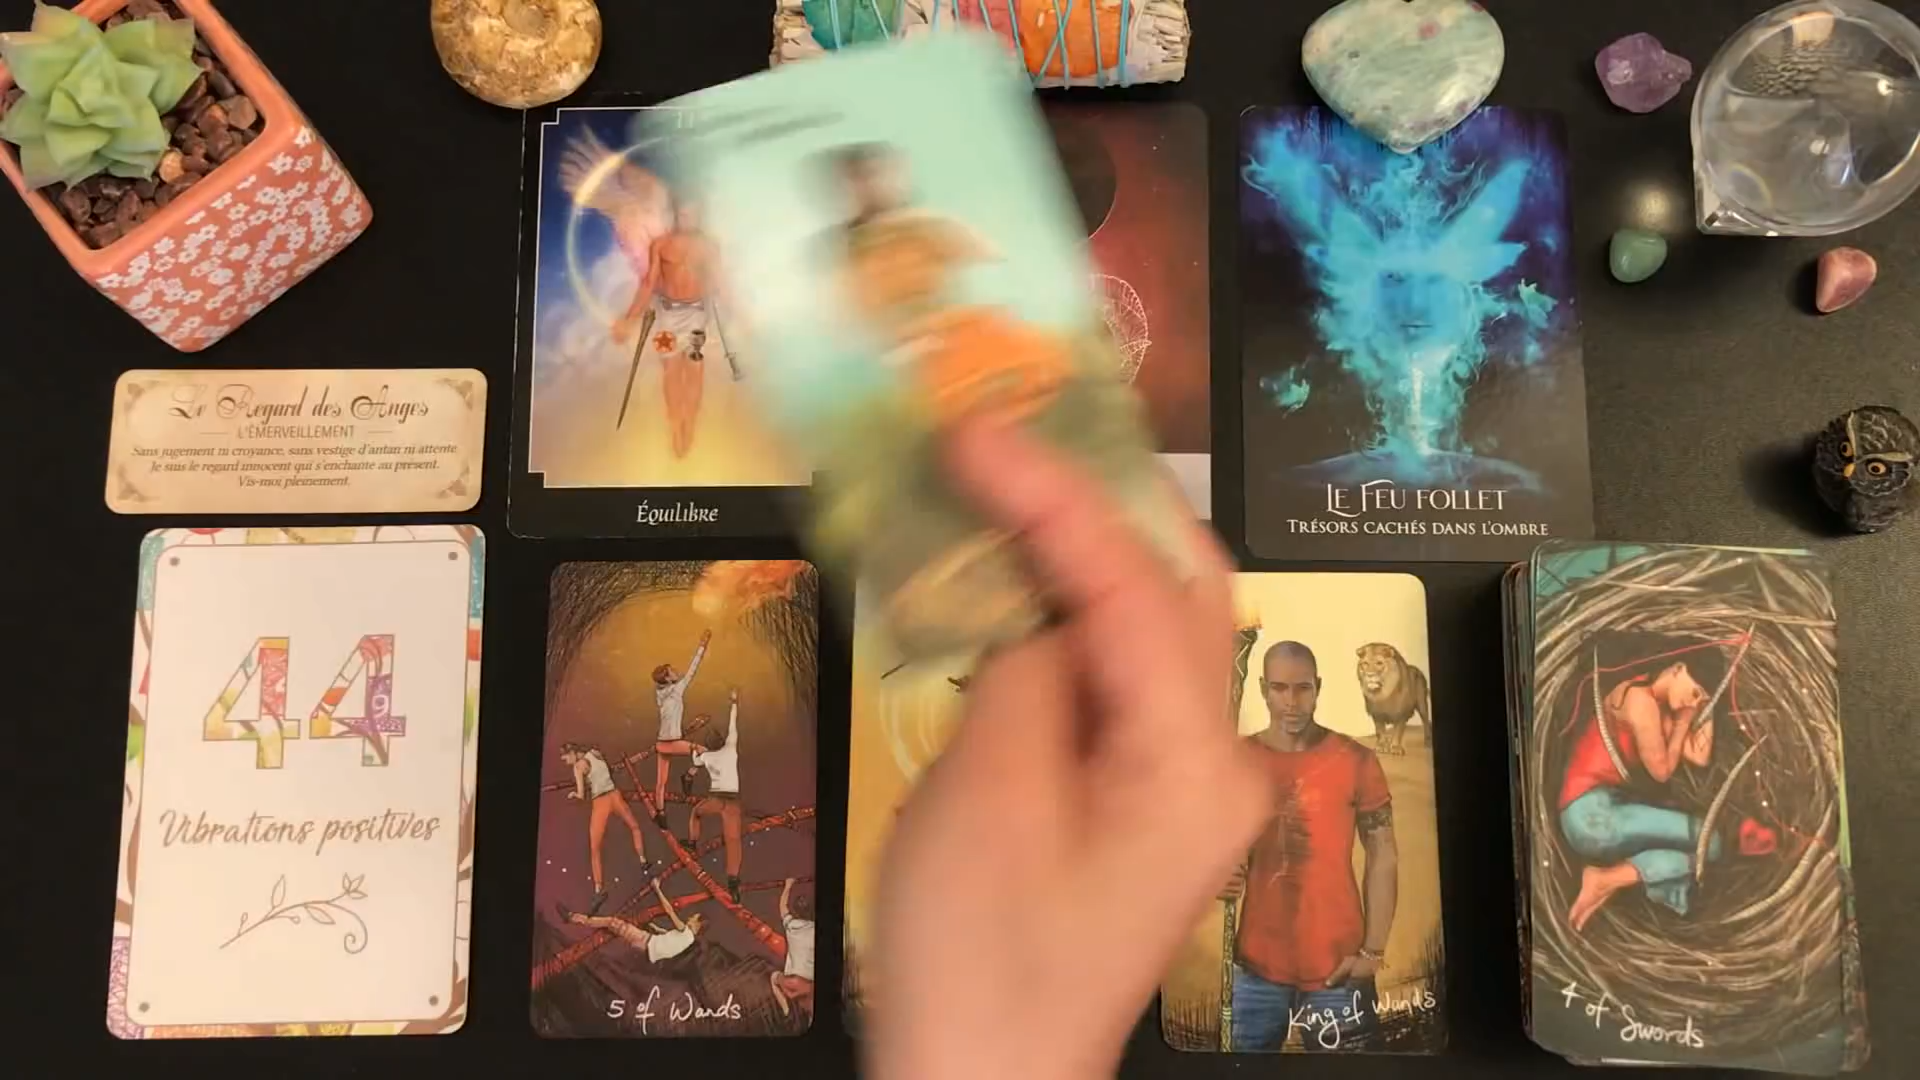 Le Regard des Anges
L'ÉMERVEILLEMENT
Sans jugement ni croyance, sans vestige d'antan ni attente
Je suis le regard innocent qui s'enchante au présent.
Vis-moi pleinement.
Équilibre
LE FEU FOLLET
TRÉSORS CACHÉS DANS L'OMBRE
44
Vibrations positives
5 of Wands
King of Wands
4 of Swords